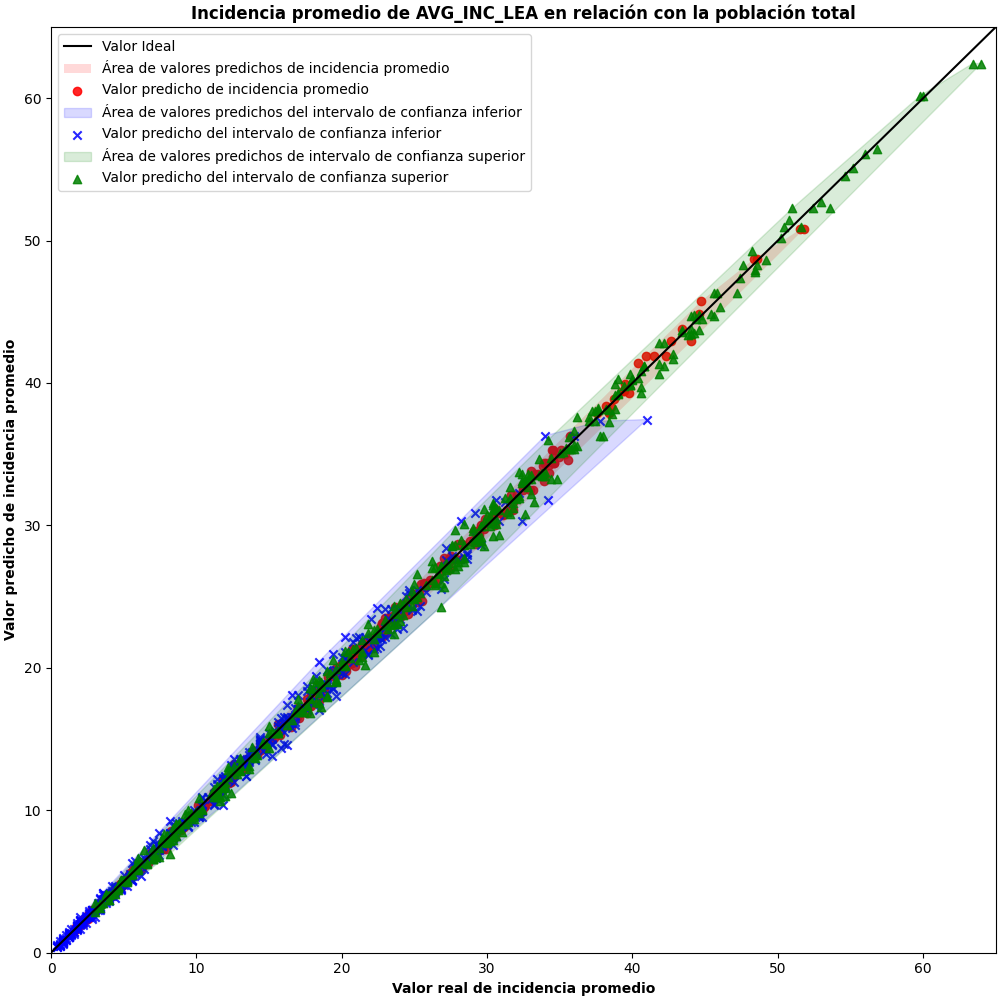 Incidencia promedio de AVG_INC_LEA en relación con la población total
Valor Ideal
Área de valores predichos de incidencia promedio
Valor predicho de incidencia promedio
Área de valores predichos del intervalo de confianza inferior
Valor predicho del intervalo de confianza inferior
Área de valores predichos de intervalo de confianza superior
Valor predicho del intervalo de confianza superior
Valor predicho de incidencia promedio
60
50
40
30
20
10
0
0 10 20 30 40 50 60
Valor real de incidencia promedio